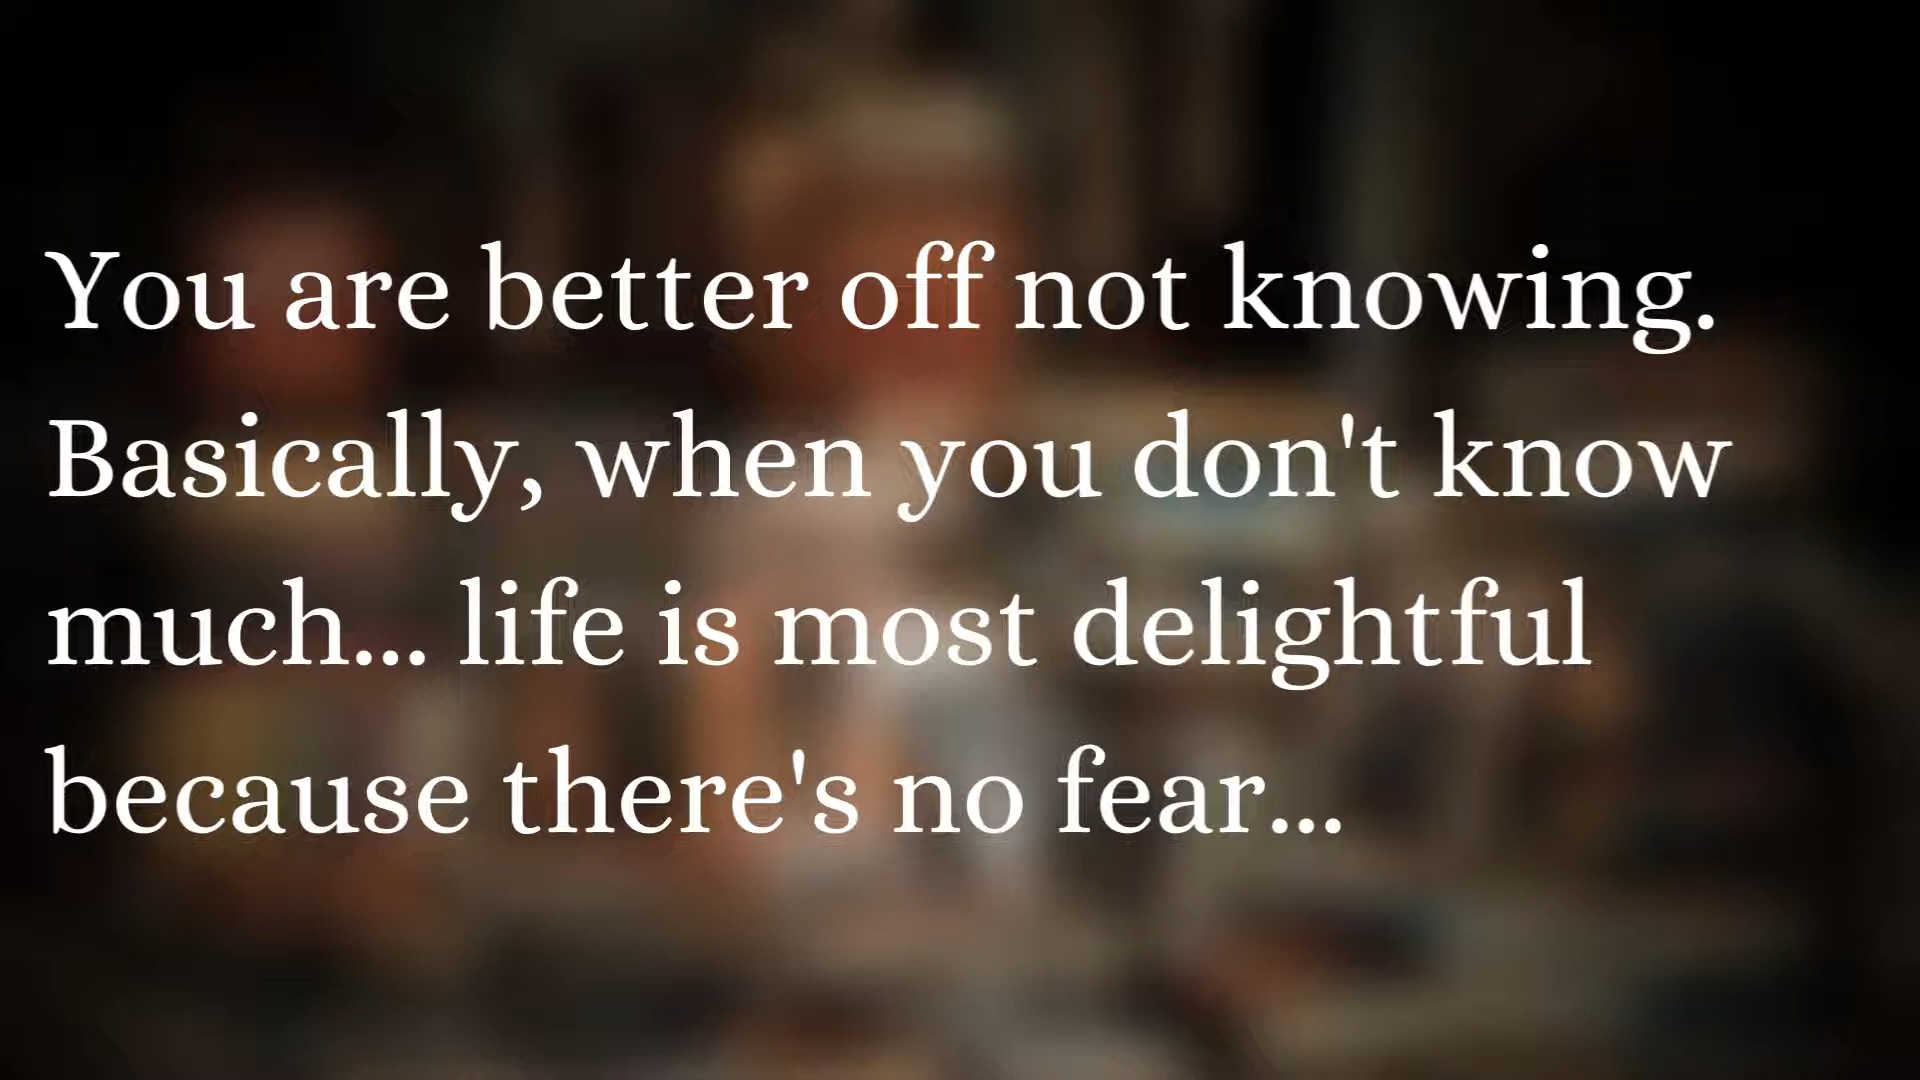 You are better off not knowing.
Basically, when you don't know
much... life is most delightful
because there's no fear...